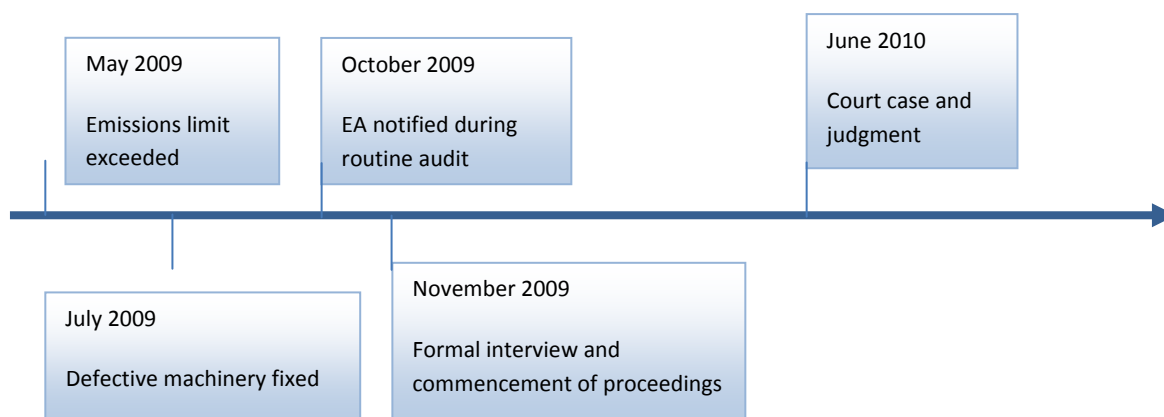 May 2009
Emissions limit
exceeded
October 2009
EA notified during
routine audit
June 2010
Court case and
judgment
July 2009
Defective machinery fixed
November 2009
Formal interview and
commencement of proceedings